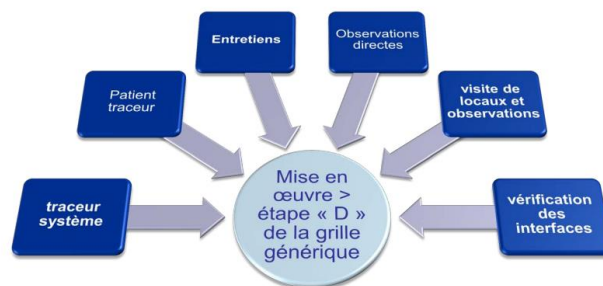 Entretiens
Observations
directes
Patient
traceur
visite de
locaux et
observations
traceur
système
Mise en
œuvre >
étape « D »
de la grille
générique
vérification
des
interfaces